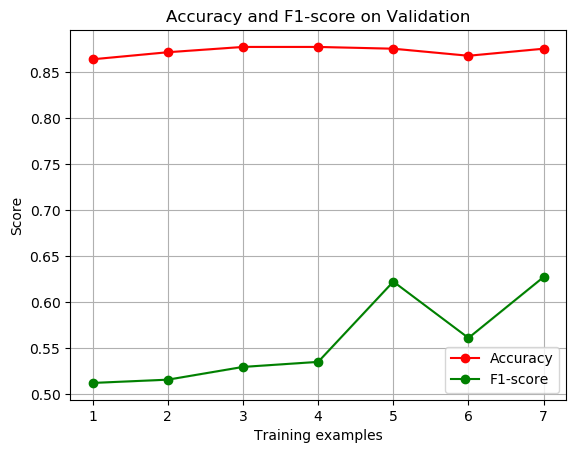 Accuracy and F1-score on Validation
Score
0.85
0.80
0.75
0.70
0.65
0.60
0.55
0.50
1 2 3 4 5 6 7
Training examples
Accuracy
F1-score